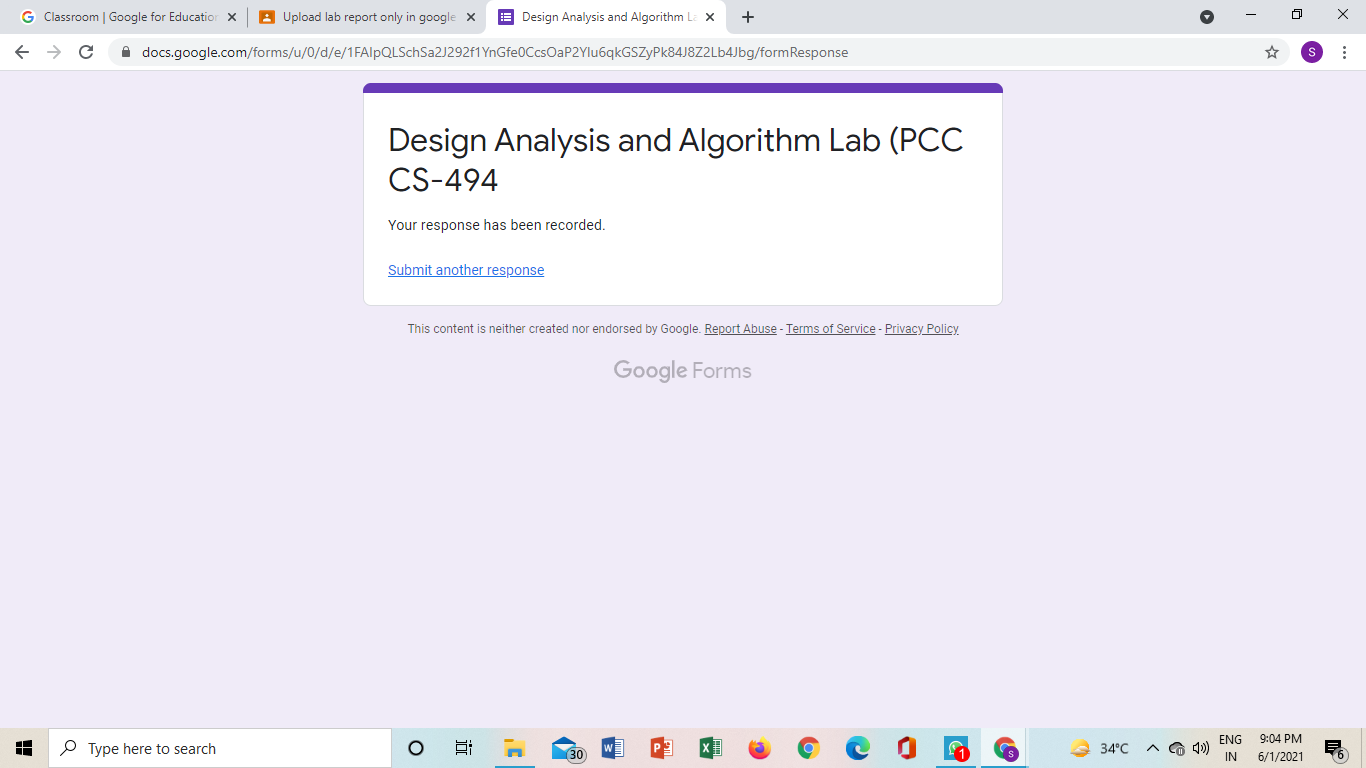 Classroom | Google for Education
Upload lab report only in google
Design Analysis and Algorithm La
docs.google.com/forms/u/0/d/e/1FAIpQLSchSa2J292f1YnGfe0CcsOaP2YIu6qkGSZyPk84J8Z2Lb4Jbg/formResponse
S
Design Analysis and Algorithm Lab (PCC
CS-494
Your response has been recorded.
Submit another response
This content is neither created nor endorsed by Google. Report Abuse - Terms of Service - Privacy Policy
Google Forms
Type here to search
30
1
S
34°C
ENG
IN
9:04 PM
6/1/2021
6